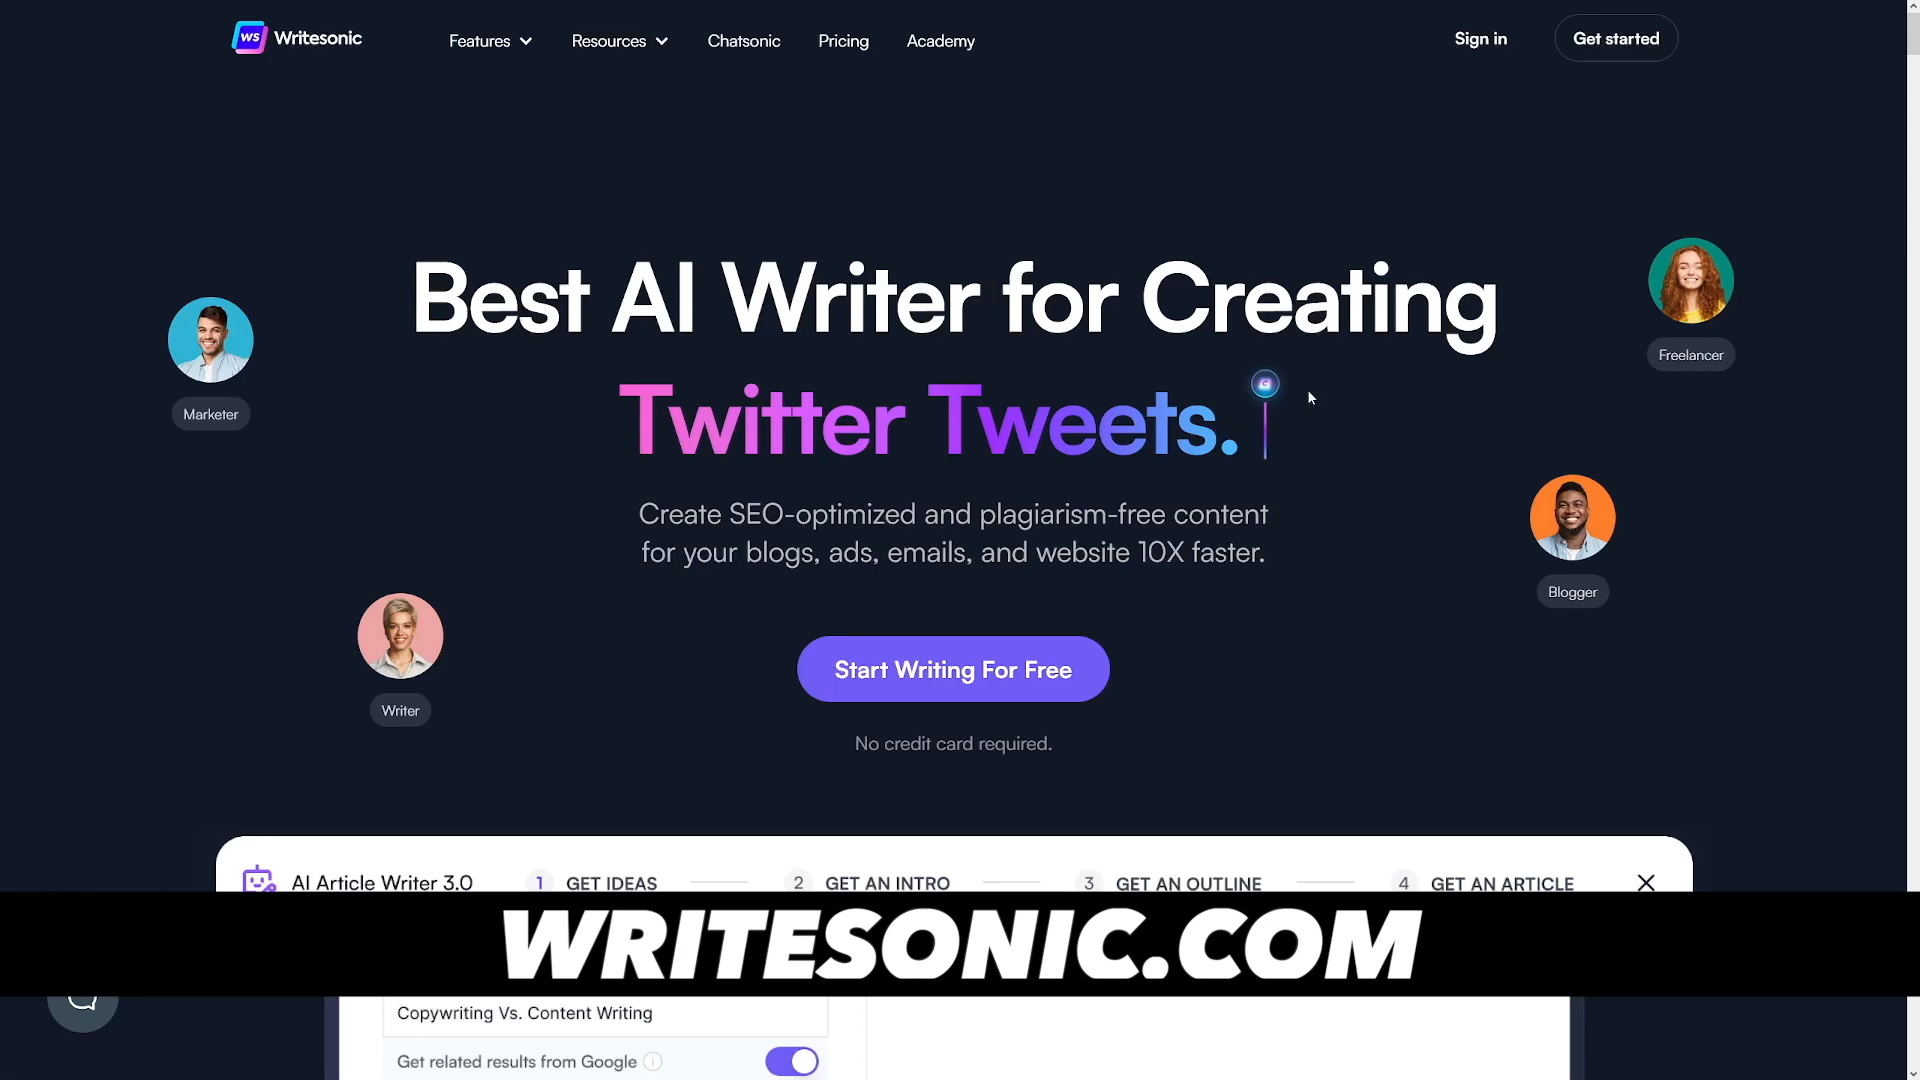 WS Writesonic
Features
Resources
Chatsonic
Pricing
Academy
Sign in
Get started
Best AI Writer for Creating
Twitter Tweets.
Create SEO-optimized and plagiarism-free content
for your blogs, ads, emails, and website 10X faster.
Marketer
Freelancer
Blogger
Writer
Start Writing For Free
No credit card required.
AI Article Writer 3.0
1 GET IDEAS
2 GET AN INTRO
3 GET AN OUTLINE
4 GET AN ARTICLE
WRITESONIC.COM
Copywriting Vs. Content Writing
Get related results from Google